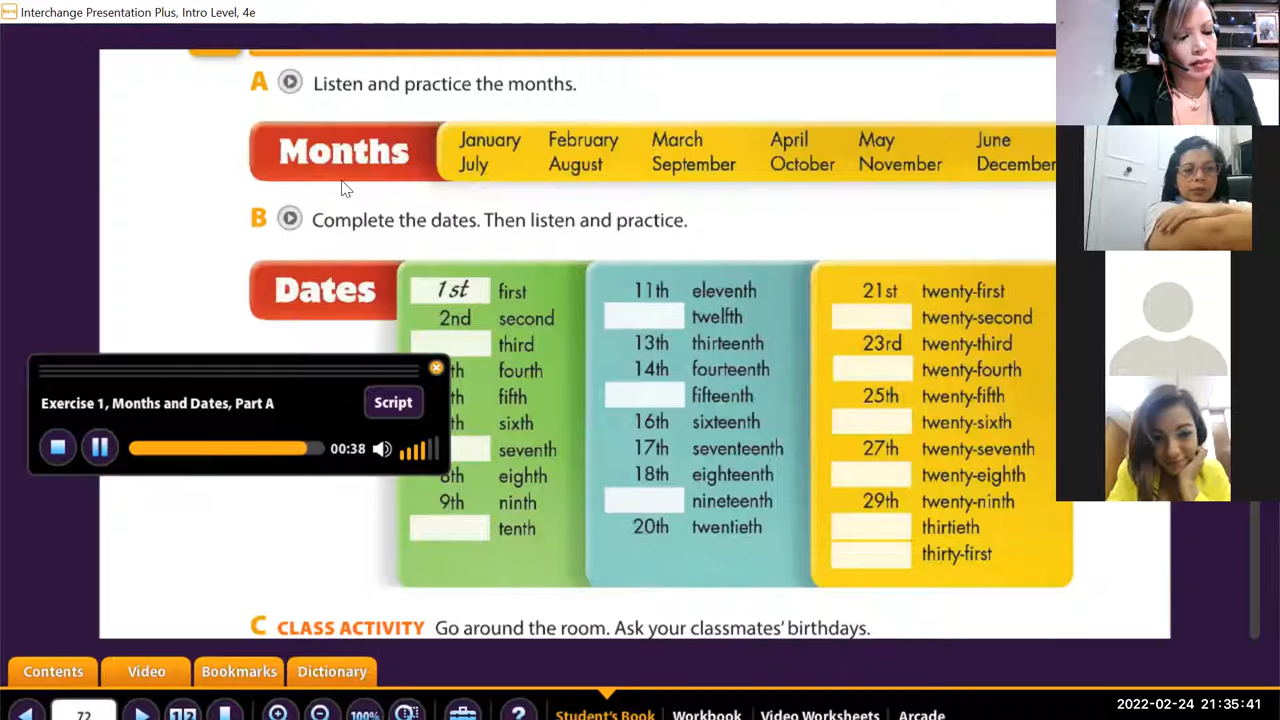 Interchange Presentation Plus, Intro Level, 4e
A Listen and practice the months.
Months
January February March April May June
July August September October November December
B Complete the dates. Then listen and practice.
Dates
1st first
2nd second
third
th fourth
th fifth
sixth
seventh
8th eighth
9th ninth
tenth
11th eleventh
twelfth
13th thirteenth
14th fourteenth
fifteenth
16th sixteenth
17th seventeenth
18th eighteenth
nineteenth
20th twentieth
21st twenty-first
twenty-second
23rd twenty-third
twenty-fourth
25th twenty-fifth
twenty-sixth
27th twenty-seventh
twenty-eighth
29th twenty-ninth
thirtieth
thirty-first
Exercise 1, Months and Dates, Part A
Script
00:38
C CLASS ACTIVITY Go around the room. Ask your classmates' birthdays.
Contents Video Bookmarks Dictionary
72 1 2 100% ? Student's Book Workbook Video Worksheets Arcade
2022-02-24 21:35:41